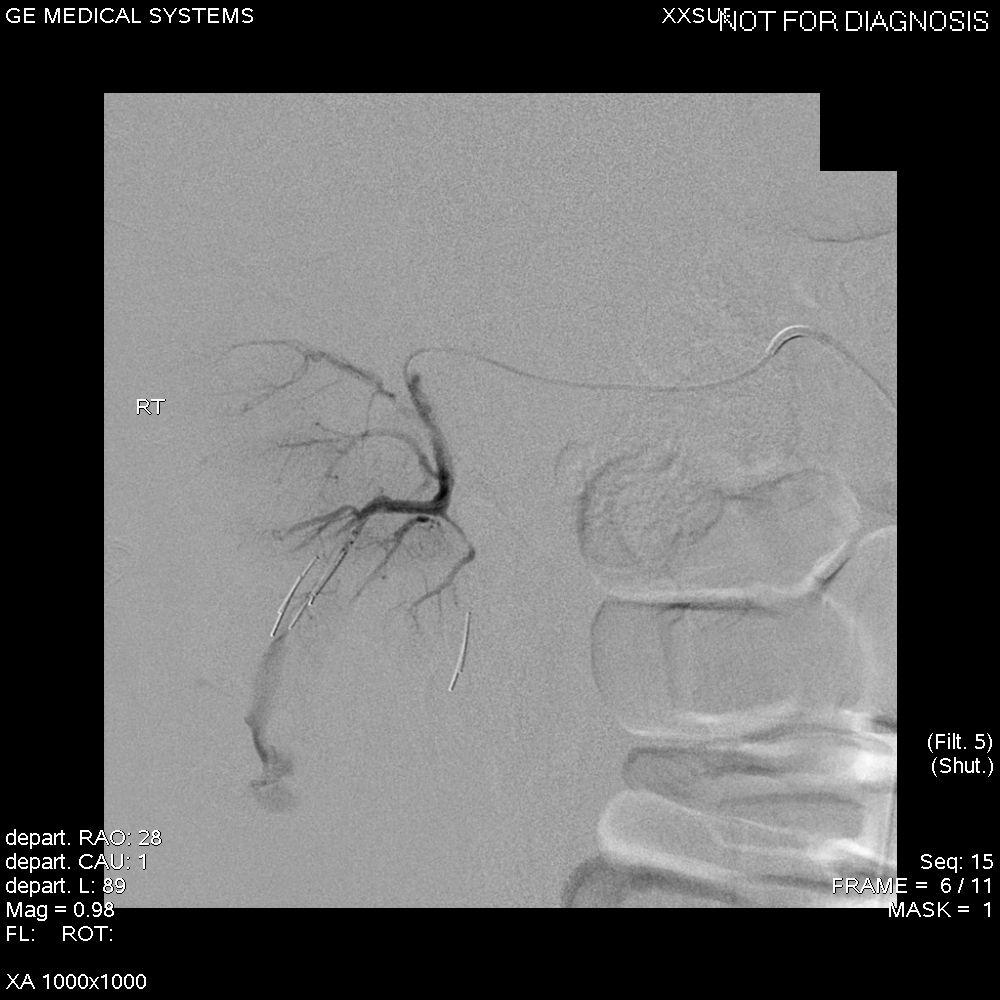 GE MEDICAL SYSTEMS
NOT FOR DIAGNOSIS
RT
(Filt. 5)
(Shut.)
depart. RAO: 28
depart. CAU: 1
depart. L: 89
Mag = 0.98
FL: ROT:
Seq: 15
FRAME = 6 / 11
MASK = 1
XA 1000x1000